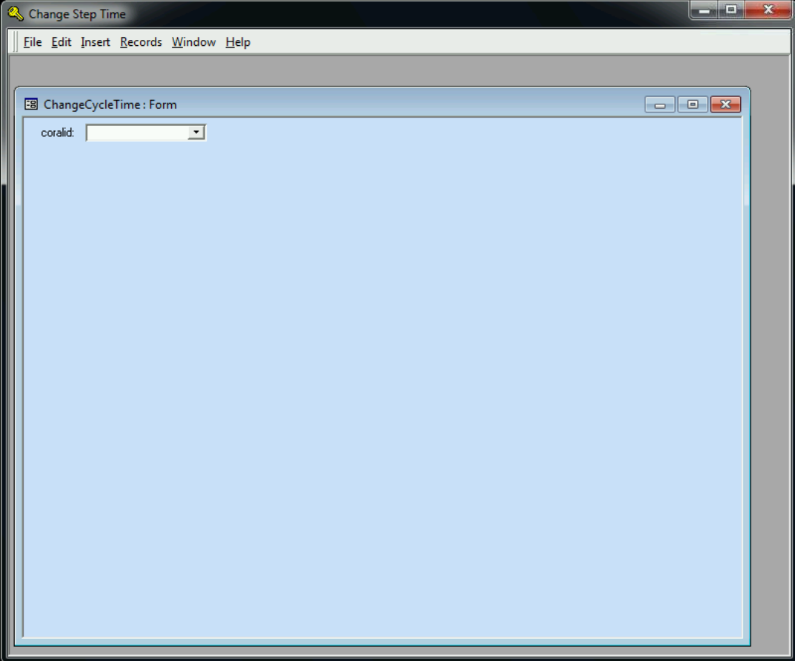 Change Step Time
File Edit Insert Records Window Help
ChangeCycleTime : Form
coralid: